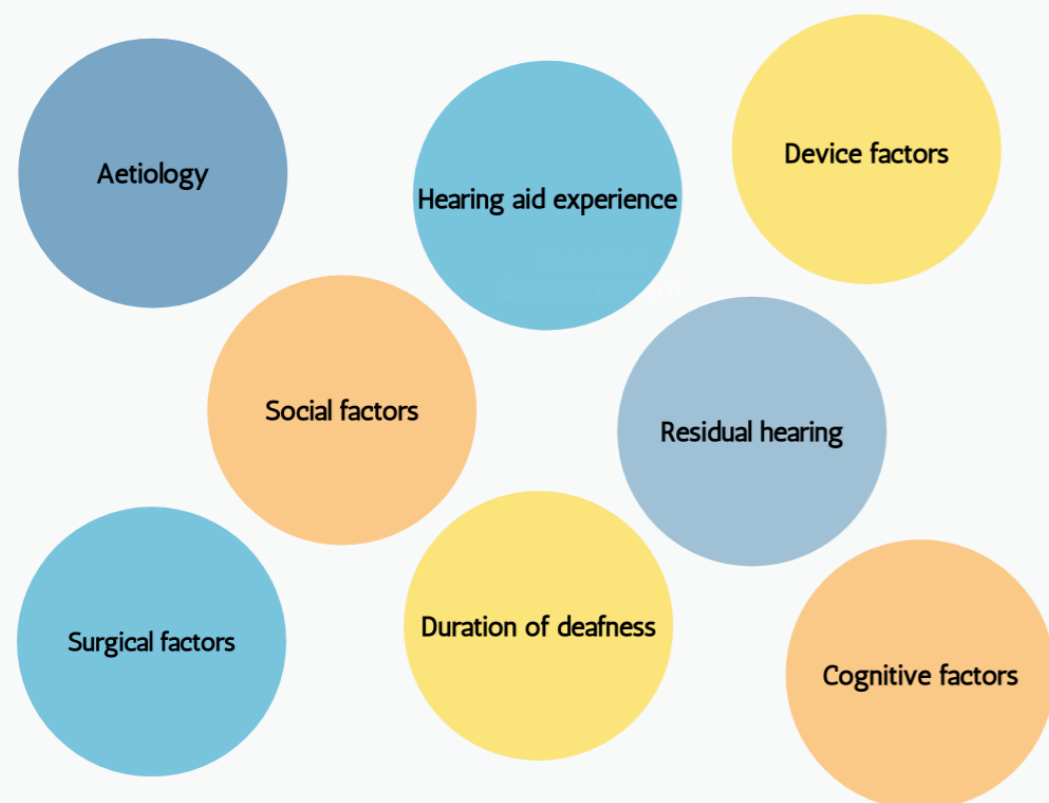 Aetiology
Hearing aid experience
Device factors
Social factors
Residual hearing
Surgical factors
Duration of deafness
Cognitive factors